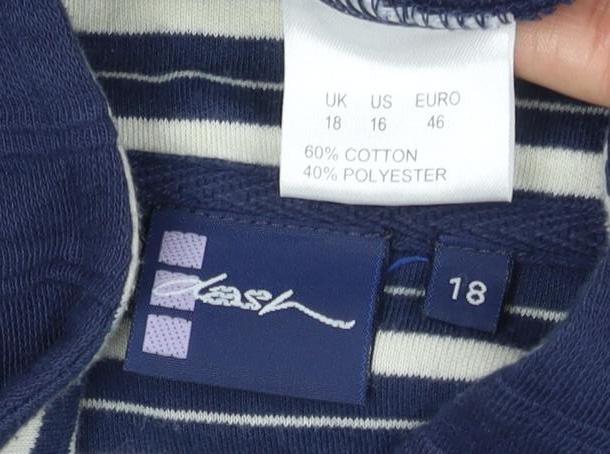 UK US EURO
18 16 46
60% COTTON
40% POLYESTER
dash
18